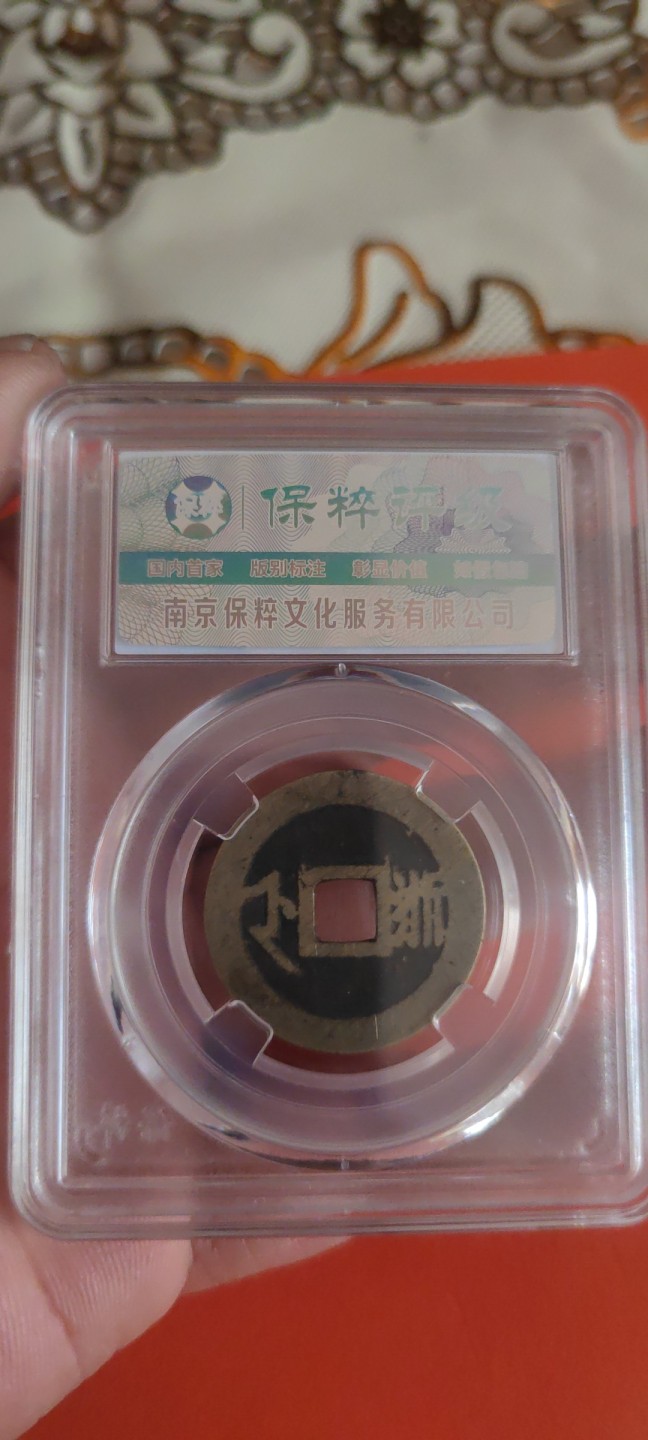 保粹评级
国内首家 版别标注 彰显价值
南京保粹文化服务有限公司